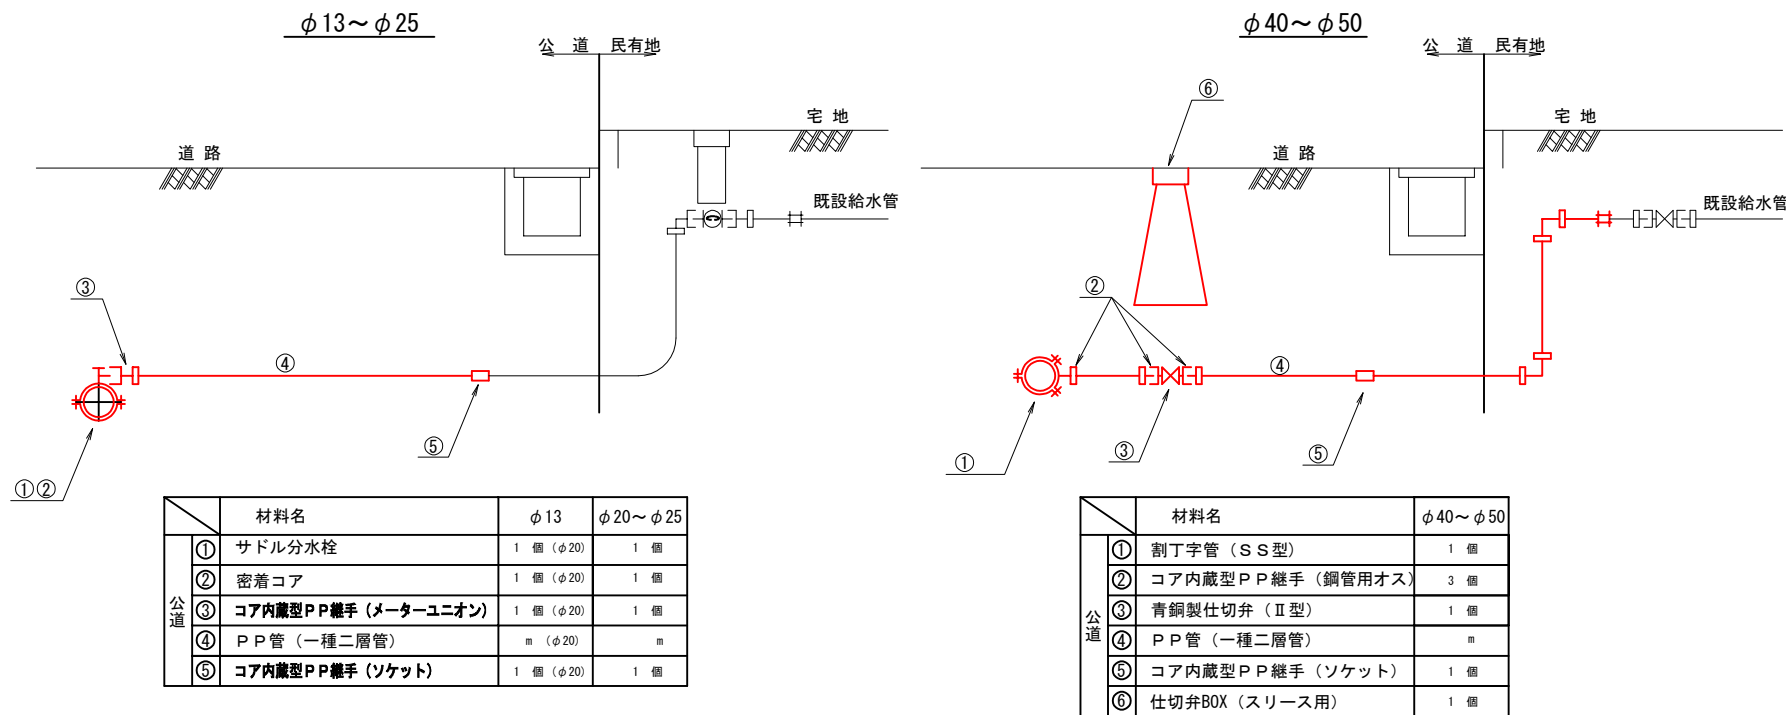 φ13～φ25
公 道 民有地
宅 地
道 路
既設給水管
③
④
⑤
①②
材料名 φ13 φ20～φ25
公道
① サドル分水栓 1 個 (φ20) 1 個
② 密着コア 1 個 (φ20) 1 個
③ コア内蔵型ＰＰ継手（メーターユニオン） 1 個 (φ20) 1 個
④ ＰＰ管（一種二層管） m (φ20) m
⑤ コア内蔵型ＰＰ継手（ソケット） 1 個 (φ20) 1 個
φ40～φ50
公 道 民有地
⑥
宅 地
道 路
既設給水管
②
④
①
③
⑤
材料名 φ40～φ50
公道
① 割丁字管（ＳＳ型） 1 個
② コア内蔵型ＰＰ継手（鋼管用オス） 3 個
③ 青銅製仕切弁（Ⅱ型） 1 個
④ ＰＰ管（一種二層管） m
⑤ コア内蔵型ＰＰ継手（ソケット） 1 個
⑥ 仕切弁BOX（スリース用） 1 個